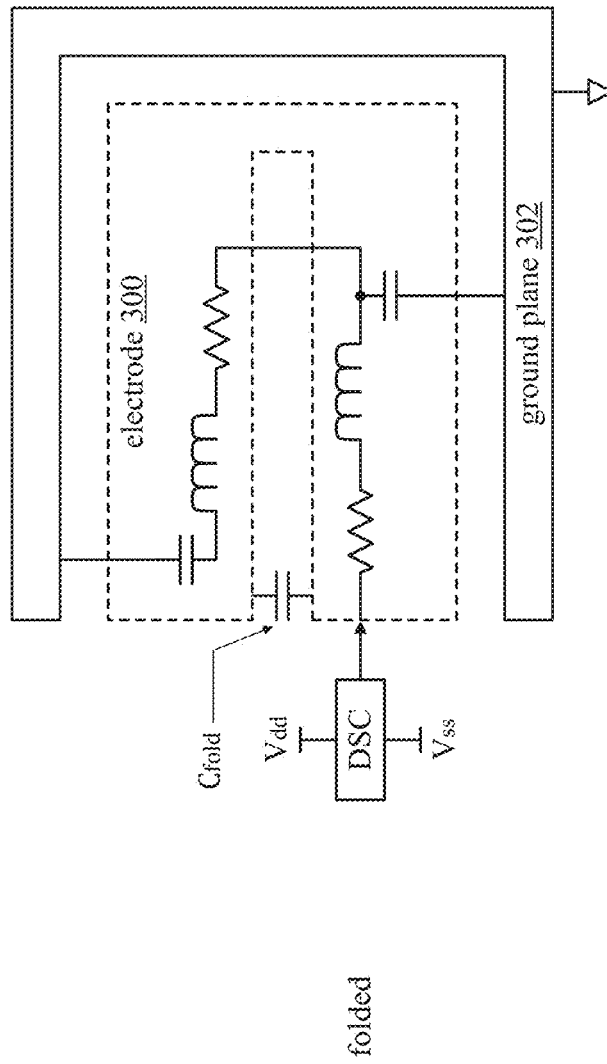 electrode 300
ground plane 302
Cfold
Vdd
DSC
Vss
folded